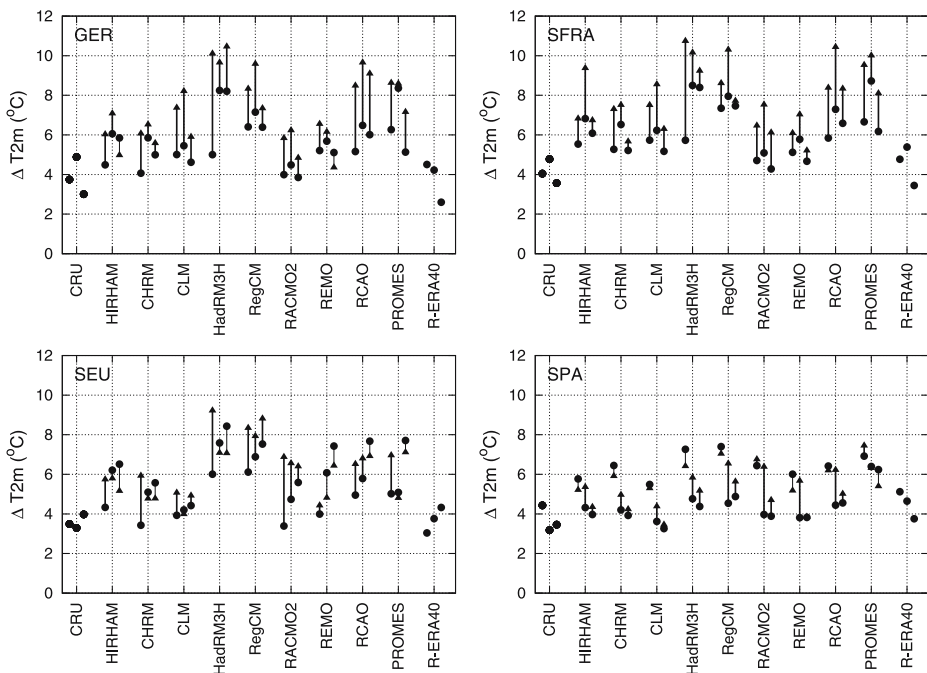 GER
Δ T2m (°C)
12
10
8
6
4
2
0
CRU
HIRHAM
CHRM
CLM
HadRM3H
RegCM
RACMO2
REMO
RCAO
PROMES
R-ERA40
SFRA
Δ T2m (°C)
12
10
8
6
4
2
0
CRU
HIRHAM
CHRM
CLM
HadRM3H
RegCM
RACMO2
REMO
RCAO
PROMES
R-ERA40
SEU
Δ T2m (°C)
12
10
8
6
4
2
0
CRU
HIRHAM
CHRM
CLM
HadRM3H
RegCM
RACMO2
REMO
RCAO
PROMES
R-ERA40
SPA
Δ T2m (°C)
12
10
8
6
4
2
0
CRU
HIRHAM
CHRM
CLM
HadRM3H
RegCM
RACMO2
REMO
RCAO
PROMES
R-ERA40